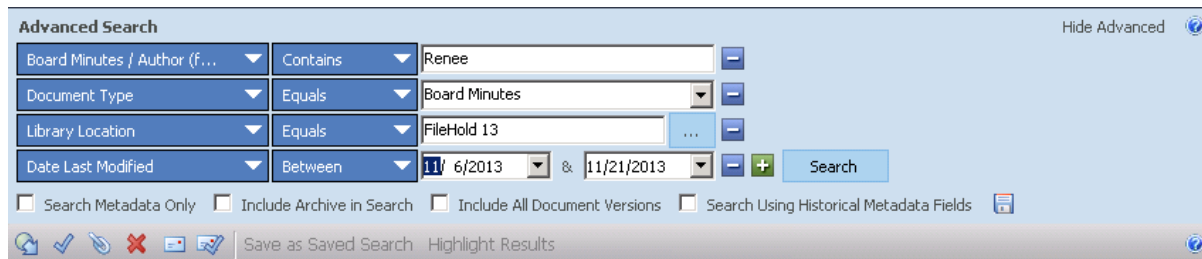 Advanced Search Hide Advanced
Board Minutes / Author (f... Contains Renee
Document Type Equals Board Minutes
Library Location Equals FileHold 13 ...
Date Last Modified Between 11/ 6/2013 & 11/21/2013 Search
Search Metadata Only Include Archive in Search Include All Document Versions Search Using Historical Metadata Fields
Save as Saved Search Highlight Results